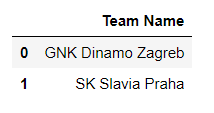 Team Name
0 GNK Dinamo Zagreb
1 SK Slavia Praha